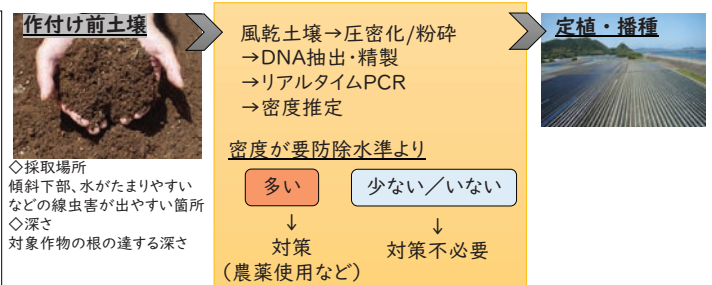 作付け前土壌
◇採取場所
傾斜下部、水がたまりやすい
などの線虫害が出やすい箇所
◇深さ
対象作物の根の達する深さ
風乾土壌→圧密化/粉砕
→DNA抽出・精製
→リアルタイムPCR
→密度推定
密度が要防除水準より
多い
少ない／いない
↓
↓
対策
（農薬使用など）
対策不必要
定植・播種